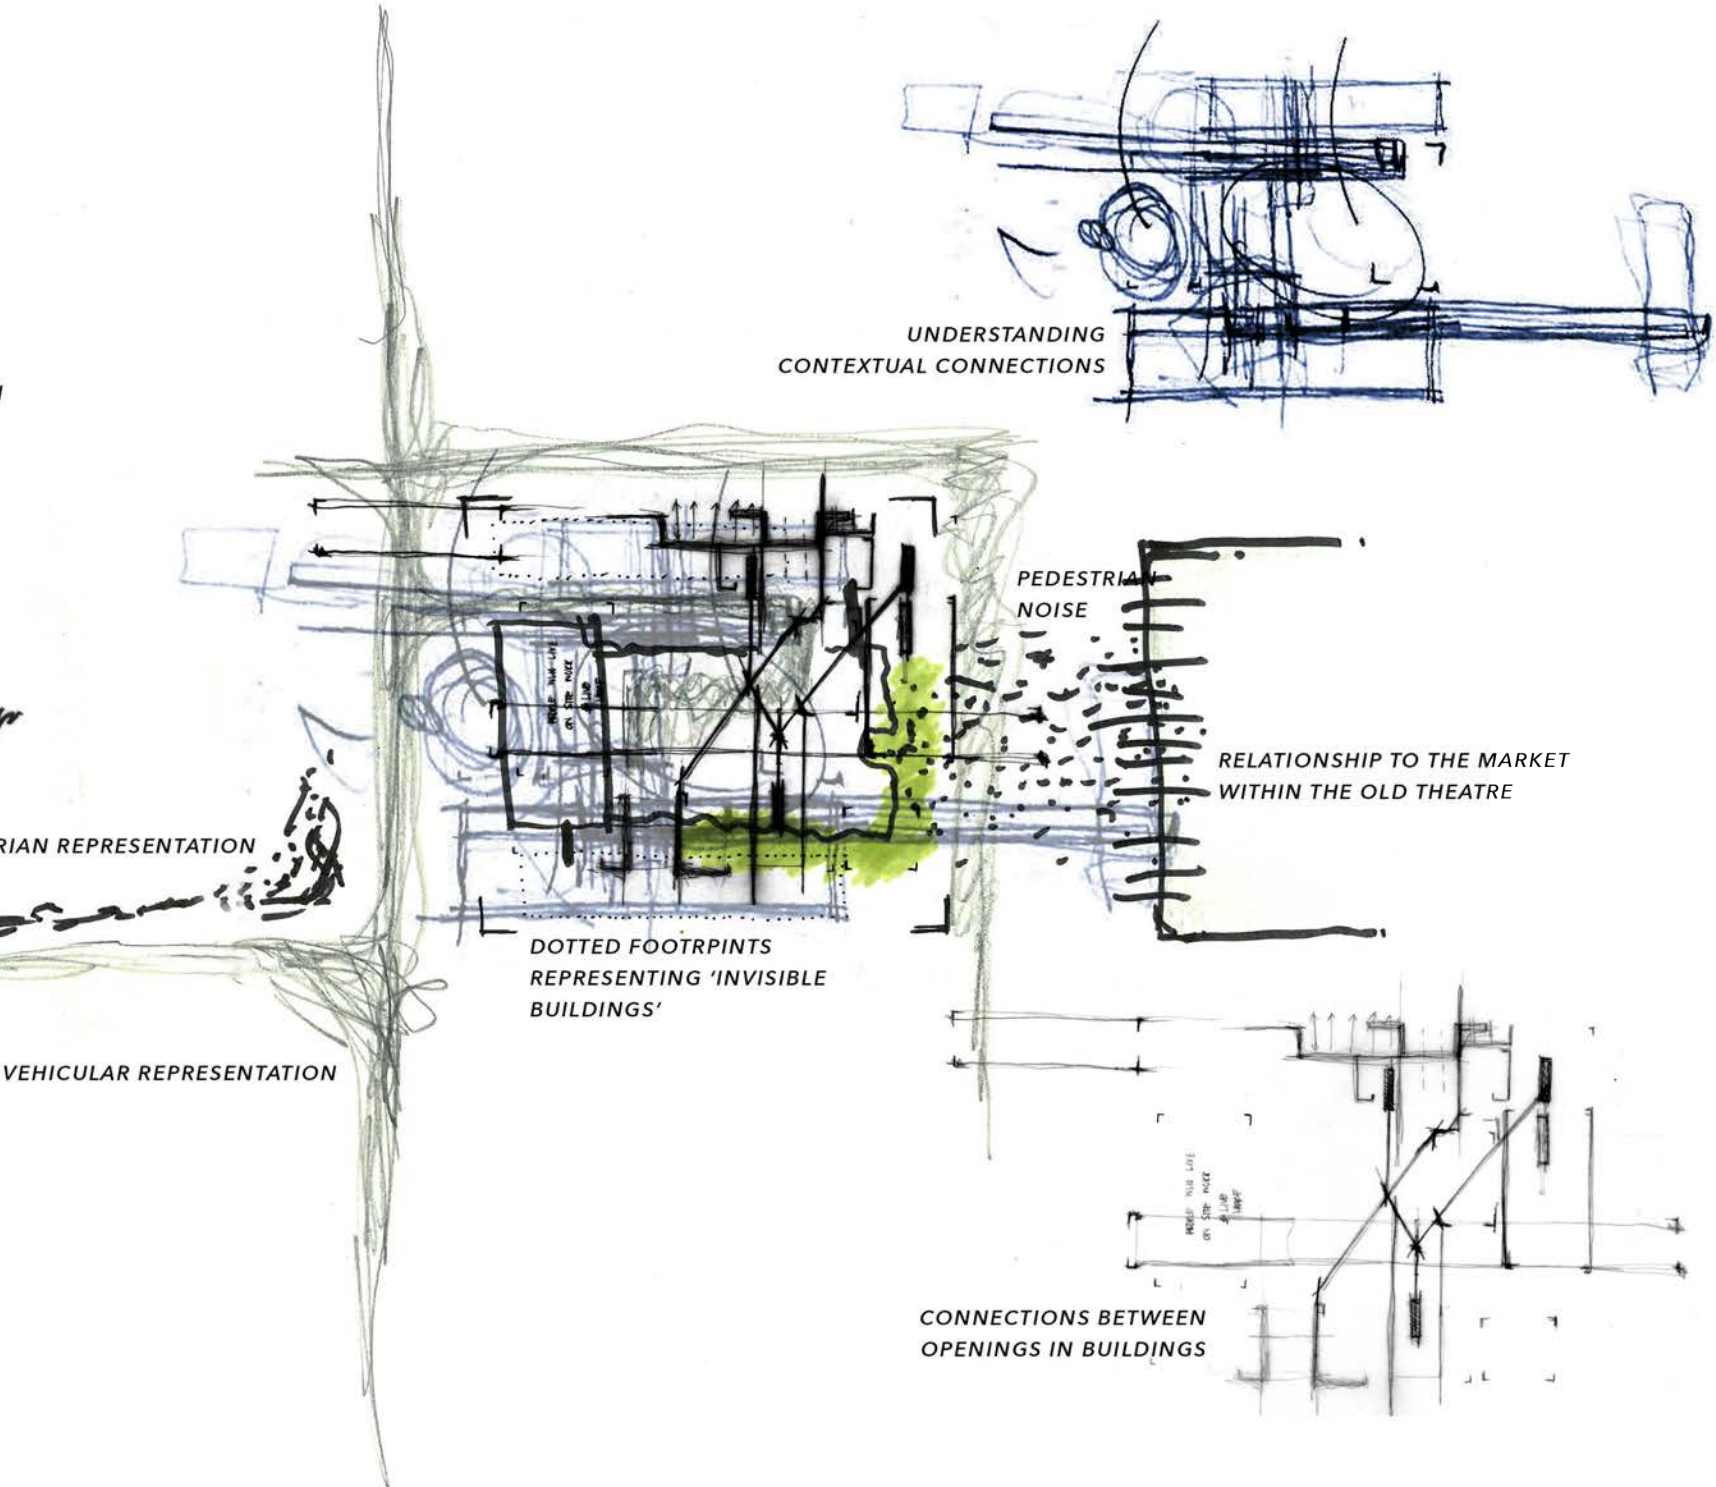 UNDERSTANDING
CONTEXTUAL CONNECTIONS
PEDESTRIAN
NOISE
RELATIONSHIP TO THE MARKET
WITHIN THE OLD THEATRE
RIAN REPRESENTATION
DOTTED FOOTRPINTS
REPRESENTING ‘INVISIBLE
BUILDINGS’
VEHICULAR REPRESENTATION
CONNECTIONS BETWEEN
OPENINGS IN BUILDINGS